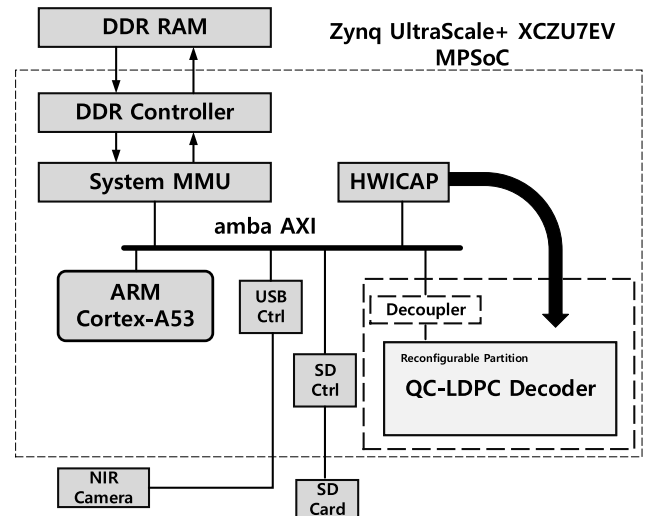 DDR RAM
Zynq UltraScale+ XCZU7EV
MPSoC
DDR Controller
System MMU
HWICAP
amba AXI
ARM
Cortex-A53
USB
Ctrl
Decoupler
SD
Ctrl
Reconfigurable Partition
QC-LDPC Decoder
NIR
Camera
SD
Card